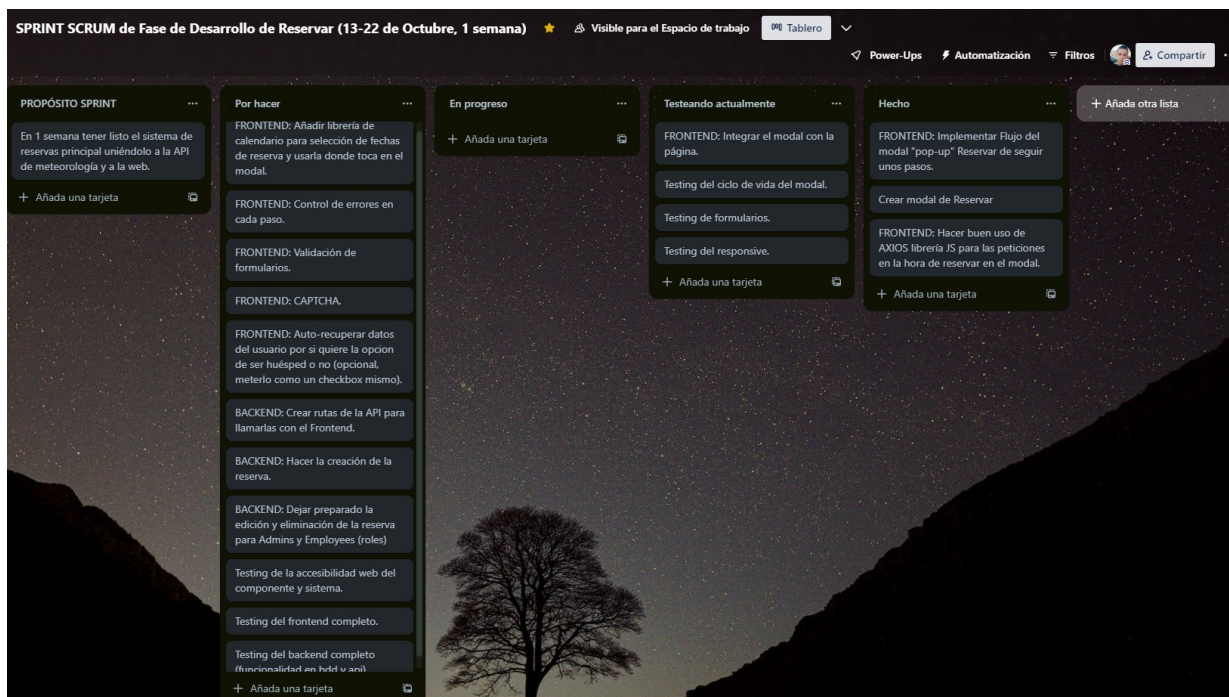 SPRINT SCRUM de Fase de Desarrollo de Reservar (13-22 de Octubre, 1 semana)
Visible para el Espacio de trabajo
Tablero
Power-Ups
Automatización
Filtros
Compartir
PROPÓSITO SPRINT
En 1 semana tener listo el sistema de
reservas principal uniéndolo a la API
de meteorología y a la web.
+ Añada una tarjeta
Por hacer
FRONTEND: Añadir librería de
calendario para selección de fechas
de reserva y usarla donde toca en el
modal.
FRONTEND: Control de errores en
cada paso.
FRONTEND: Validación de
formularios.
FRONTEND: CAPTCHA.
FRONTEND: Auto-recuperar datos
del usuario por si quiere la opcion
de ser huésped o no (opcional,
meterlo como un checkbox mismo).
BACKEND: Crear rutas de la API para
llamarlas con el Frontend.
BACKEND: Hacer la creación de la
reserva.
BACKEND: Dejar preparado la
edición y eliminación de la reserva
para Admins y Employees (roles)
Testing de la accesibilidad web del
componente y sistema.
Testing del frontend completo.
Testing del backend completo
(funcionalidad en bdd y api)
+ Añada una tarjeta
En progreso
+ Añada una tarjeta
Testeando actualmente
FRONTEND: Integrar el modal con la
página.
Testing del ciclo de vida del modal.
Testing de formularios.
Testing del responsive.
+ Añada una tarjeta
Hecho
FRONTEND: Implementar Flujo del
modal "pop-up" Reservar de seguir
unos pasos.
Crear modal de Reservar
FRONTEND: Hacer buen uso de
AXIOS librería JS para las peticiones
en la hora de reservar en el modal.
+ Añada una tarjeta
+ Añada otra lista